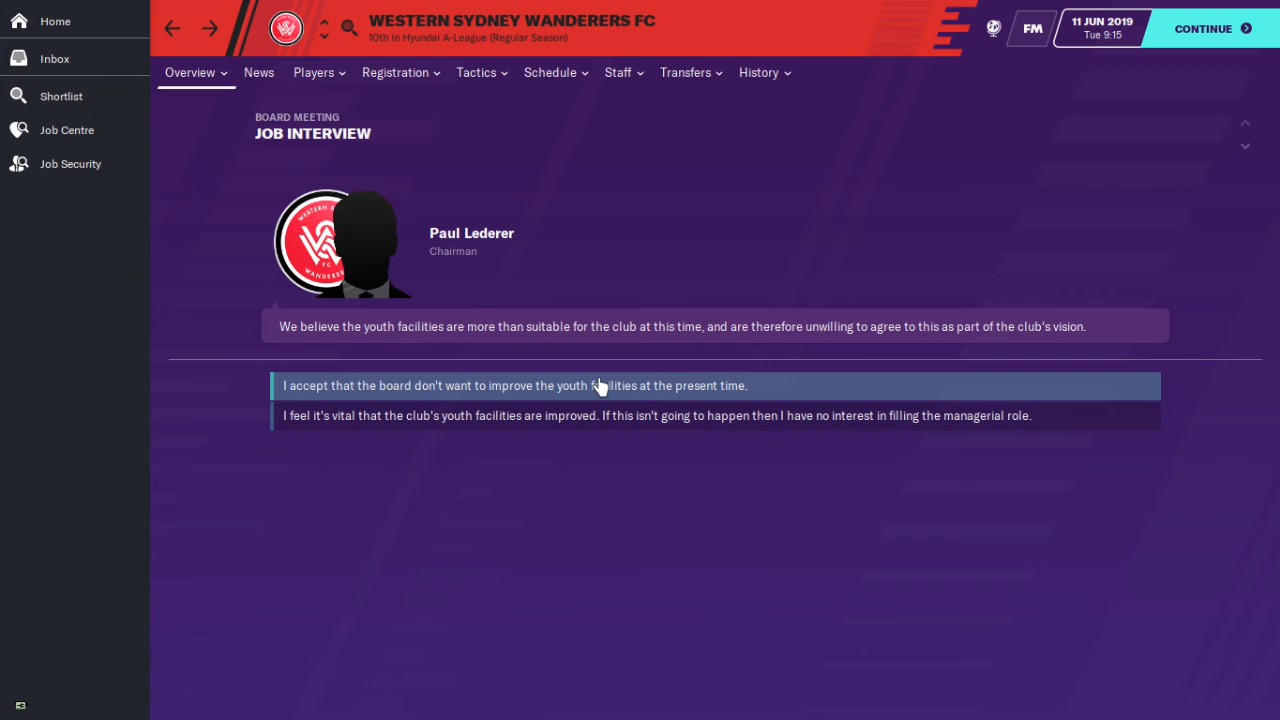 Home
Inbox
Shortlist
Job Centre
Job Security
WESTERN SYDNEY WANDERERS FC
10th in Hyundai A-League (Regular Season)
FM
11 JUN 2019
Tue 9:15
CONTINUE
Overview
News
Players
Registration
Tactics
Schedule
Staff
Transfers
History
BOARD MEETING
JOB INTERVIEW
WESTERN S
FC
WANDERE
Paul Lederer
Chairman
We believe the youth facilities are more than suitable for the club at this time, and are therefore unwilling to agree to this as part of the club's vision.
I accept that the board don't want to improve the youth facilities at the present time.
I feel it's vital that the club's youth facilities are improved. If this isn't going to happen then I have no interest in filling the managerial role.